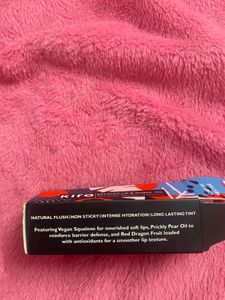 KIRO
NATURAL FLUSH|NON STICKY|INTENSE HYDRATION|LONG LASTING TINT
Featuring Vegan Squalene for nourished soft lips, Prickly Pear Oil to
reinforce barrier defense, and Red Dragon Fruit loaded
with antioxidants for a smoother lip texture.